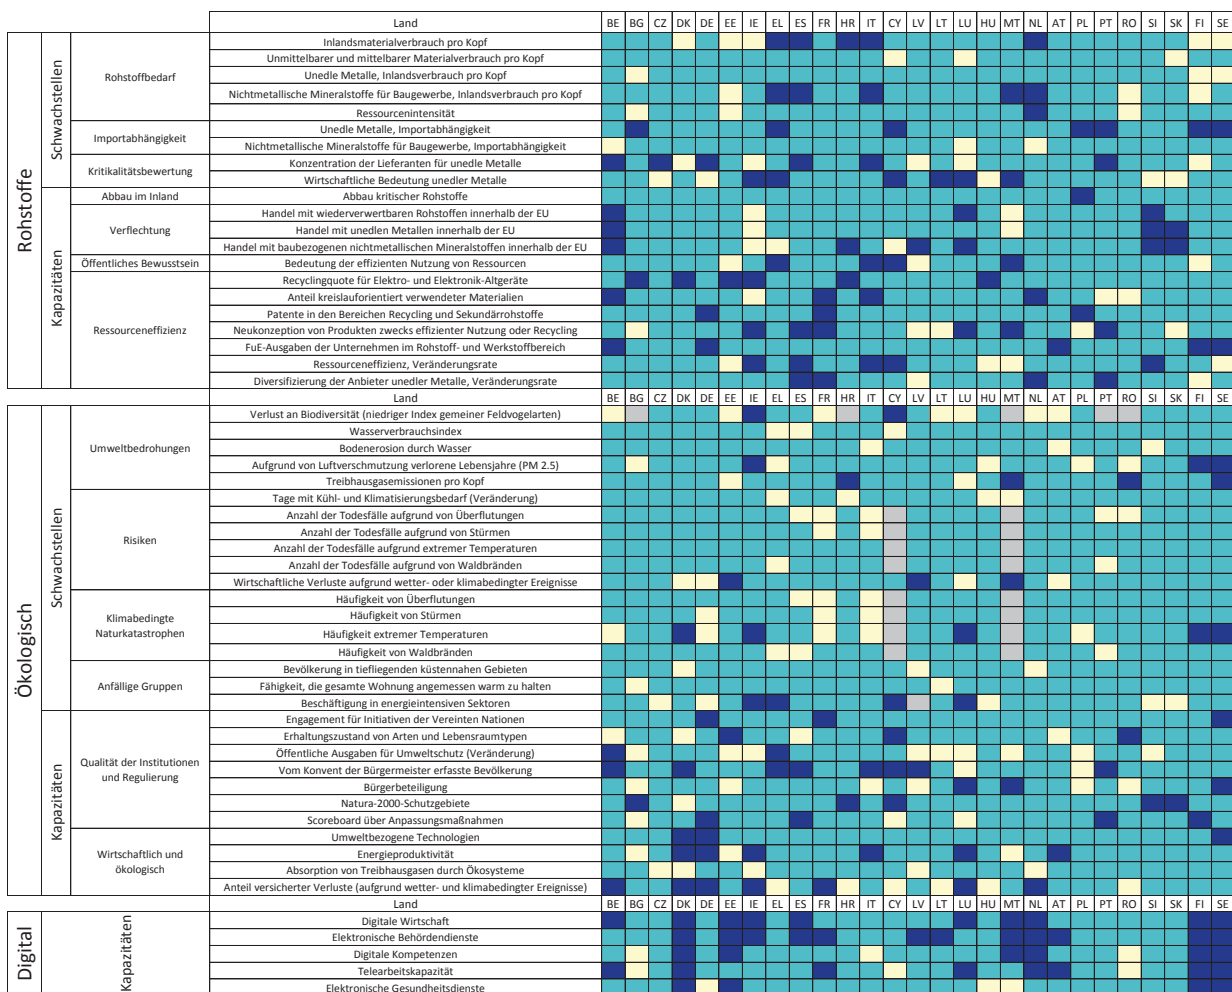 Land BE BG CZ DK DE EE IE EL ES FR HR IT CY LV LT LU HU MT NL AT PL PT RO SI SK FI SE
Rohstoffe
Schwachstellen
Rohstoffbedarf
Inlandsmaterialverbrauch pro Kopf
Unmittelbarer und mittelbarer Materialverbrauch pro Kopf
Unedle Metalle, Inlandsverbrauch pro Kopf
Nichtmetallische Mineralstoffe für Baugewerbe, Inlandsverbrauch pro Kopf
Ressourcenintensität
Importabhängigkeit
Unedle Metalle, Importabhängigkeit
Nichtmetallische Mineralstoffe für Baugewerbe, Importabhängigkeit
Kritikalitätsbewertung
Konzentration der Lieferanten für unedle Metalle
Wirtschaftliche Bedeutung unedler Metalle
Kapazitäten
Abbau im Inland
Abbau kritischer Rohstoffe
Verflechtung
Handel mit wiederverwertbaren Rohstoffen innerhalb der EU
Handel mit unedlen Metallen innerhalb der EU
Handel mit baubezogenen nichtmetallischen Mineralstoffen innerhalb der EU
Öffentliches Bewusstsein
Bedeutung der effizienten Nutzung von Ressourcen
Ressourceneffizienz
Recyclingquote für Elektro- und Elektronik-Altgeräte
Anteil kreislauforientiert verwendeter Materialien
Patente in den Bereichen Recycling und Sekundärrohstoffe
Neukonzeption von Produkten zwecks effizienter Nutzung oder Recycling
FuE-Ausgaben der Unternehmen im Rohstoff- und Werkstoffbereich
Ressourceneffizienz, Veränderungsrate
Diversifizierung der Anbieter unedler Metalle, Veränderungsrate
Land BE BG CZ DK DE EE IE EL ES FR HR IT CY LV LT LU HU MT NL AT PL PT RO SI SK FI SE
Ökologisch
Schwachstellen
Umweltbedrohungen
Verlust an Biodiversität (niedriger Index gemeiner Feldvogelarten)
Wasserverbrauchsindex
Bodenerosion durch Wasser
Aufgrund von Luftverschmutzung verlorene Lebensjahre (PM 2.5)
Treibhausgasemissionen pro Kopf
Risiken
Tage mit Kühl- und Klimatisierungsbedarf (Veränderung)
Anzahl der Todesfälle aufgrund von Überflutungen
Anzahl der Todesfälle aufgrund von Stürmen
Anzahl der Todesfälle aufgrund extremer Temperaturen
Anzahl der Todesfälle aufgrund von Waldbränden
Wirtschaftliche Verluste aufgrund wetter- oder klimabedingter Ereignisse
Klimabedingte
Naturkatastrophen
Häufigkeit von Überflutungen
Häufigkeit von Stürmen
Häufigkeit extremer Temperaturen
Häufigkeit von Waldbränden
Anfällige Gruppen
Bevölkerung in tiefliegenden küstennahen Gebieten
Fähigkeit, die gesamte Wohnung angemessen warm zu halten
Beschäftigung in energieintensiven Sektoren
Kapazitäten
Qualität der Institutionen
und Regulierung
Engagement für Initiativen der Vereinten Nationen
Erhaltungszustand von Arten und Lebensraumtypen
Öffentliche Ausgaben für Umweltschutz (Veränderung)
Vom Konvent der Bürgermeister erfasste Bevölkerung
Bürgerbeteiligung
Natura-2000-Schutzgebiete
Scoreboard über Anpassungsmaßnahmen
Wirtschaftlich und
ökologisch
Umweltbezogene Technologien
Energieproduktivität
Absorption von Treibhausgasen durch Ökosysteme
Anteil versicherter Verluste (aufgrund wetter- und klimabedingter Ereignisse)
Land BE BG CZ DK DE EE IE EL ES FR HR IT CY LV LT LU HU MT NL AT PL PT RO SI SK FI SE
Digital
Kapazitäten
Digitale Wirtschaft
Elektronische Behördendienste
Digitale Kompetenzen
Telearbeitskapazität
Elektronische Gesundheitsdienste